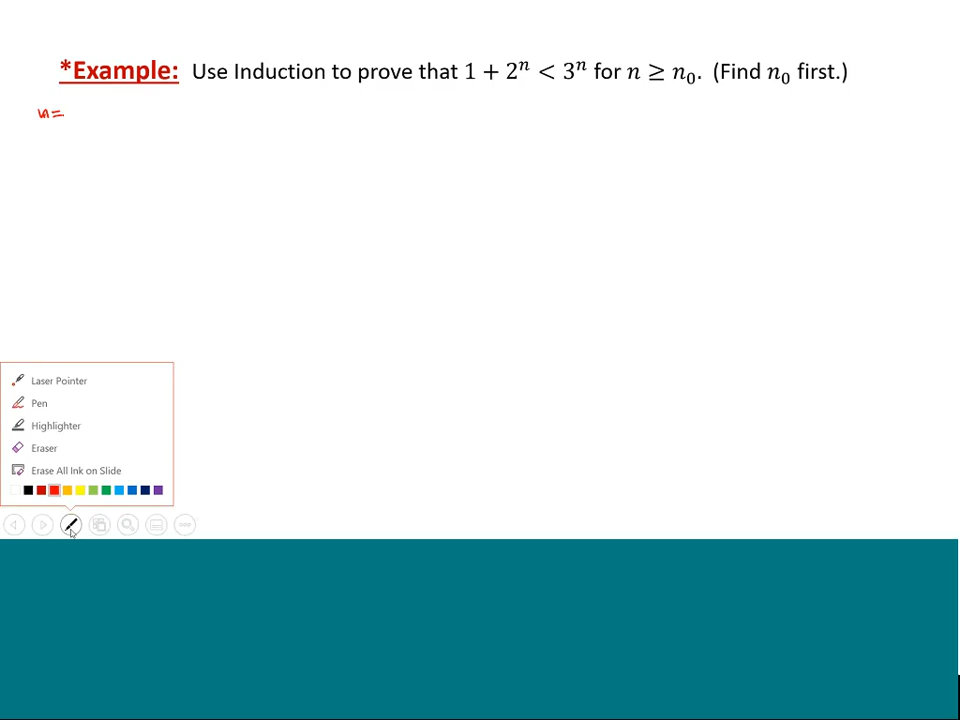 *Example: Use Induction to prove that 1 + 2ⁿ < 3ⁿ for n ≥ n₀. (Find n₀ first.)
n=
Laser Pointer
Pen
Highlighter
Eraser
Erase All Ink on Slide